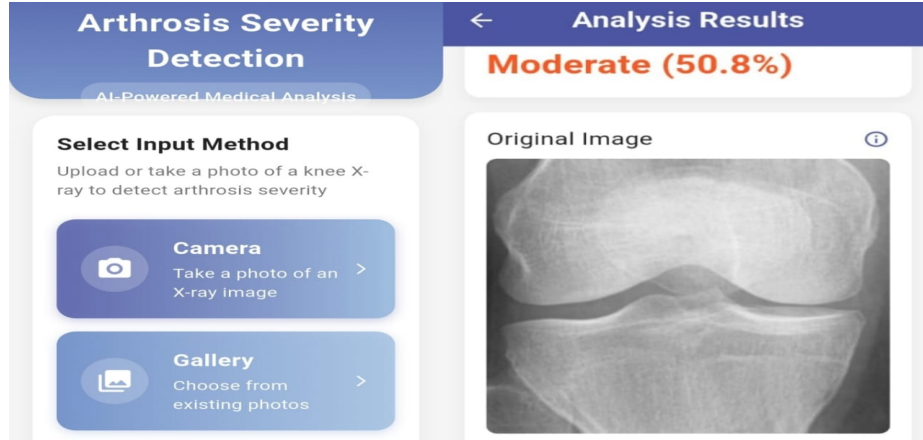 Arthrosis Severity
Detection
AI-Powered Medical Analysis
Select Input Method
Upload or take a photo of a knee X-
ray to detect arthrosis severity
Camera
Take a photo of an
X-ray image
Gallery
Choose from
existing photos
Analysis Results
Moderate (50.8%)
Original Image